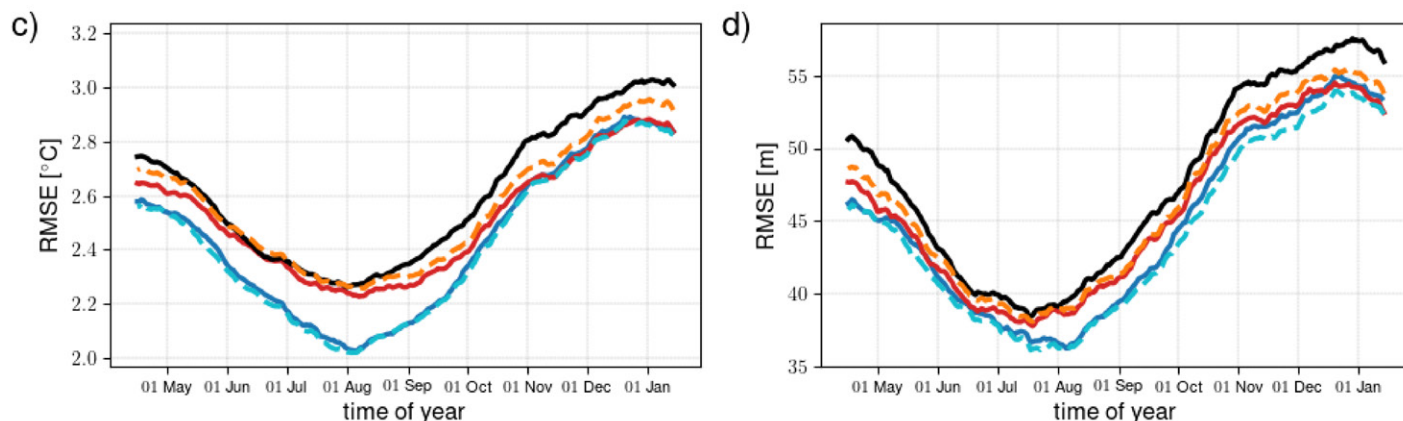 c)
RMSE [°C]
3.2
3.0
2.8
2.6
2.4
2.2
2.0
01 May 01 Jun 01 Jul 01 Aug 01 Sep 01 Oct 01 Nov 01 Dec 01 Jan
time of year
d)
RMSE [m]
55
50
45
40
35
01 May 01 Jun 01 Jul 01 Aug 01 Sep 01 Oct 01 Nov 01 Dec 01 Jan
time of year